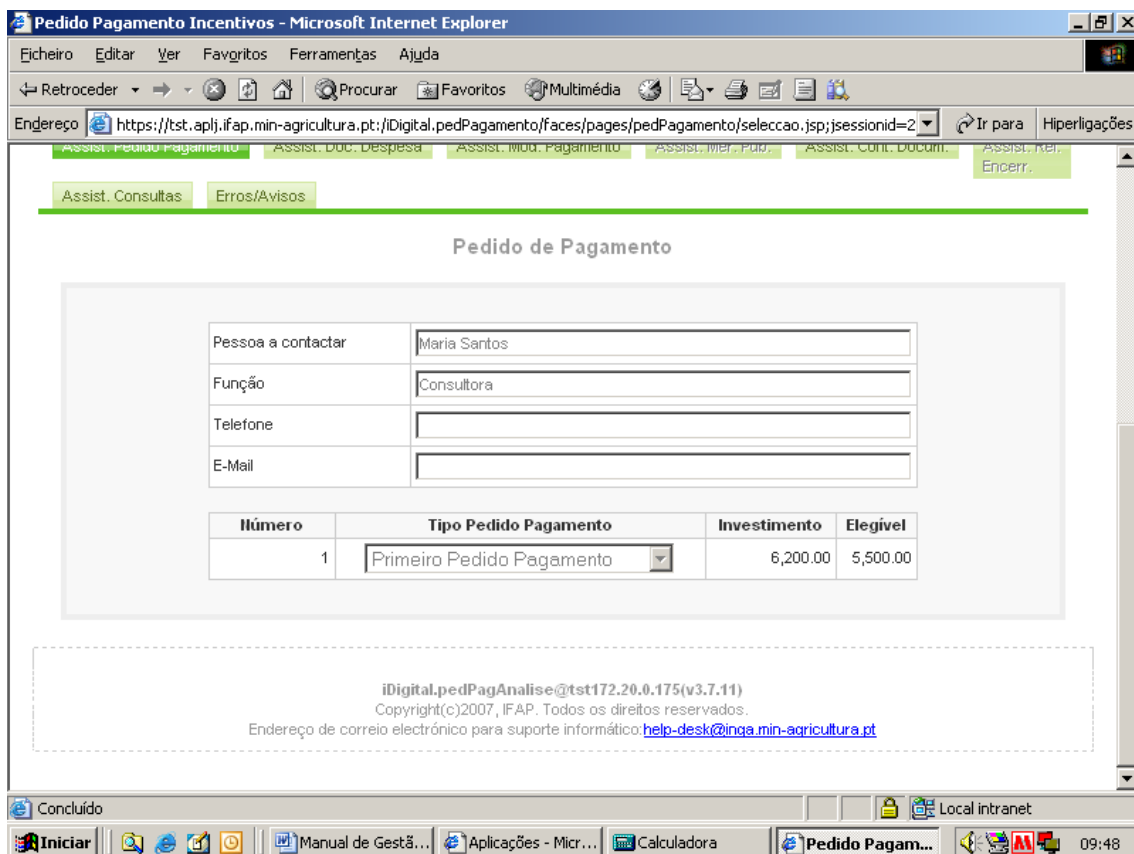 Pedido Pagamento Incentivos - Microsoft Internet Explorer
Ficheiro Editar Ver Favoritos Ferramentas Ajuda
Retroceder Procurar Favoritos Multimédia
Endereço https://tst.aplj.ifap.min-agricultura.pt:/iDigital.pedPagamento/faces/pages/pedPagamento/seleccao.jsp;jsessionid=2 Ir para Hiperligações
Assist. Pedido Pagamento Assist. Doc. Despesa Assist. Mod. Pagamento Assist. Mer. Pub. Assist. Cont. Docum. Assist. Rel. Encerr.
Assist. Consultas Erros/Avisos
Pedido de Pagamento
Pessoa a contactar Maria Santos
Função Consultora
Telefone
E-Mail
Número Tipo Pedido Pagamento Investimento Elegível
1 Primeiro Pedido Pagamento 6,200.00 5,500.00
iDigital.pedPagAnalise@tst172.20.0.175(v3.7.11)
Copyright(c)2007, IFAP. Todos os direitos reservados.
Endereço de correio electrónico para suporte informático:help-desk@inga.min-agricultura.pt
Concluído Local intranet
Iniciar Manual de Gestã... Aplicações - Micr... Calculadora Pedido Pagam... 09:48